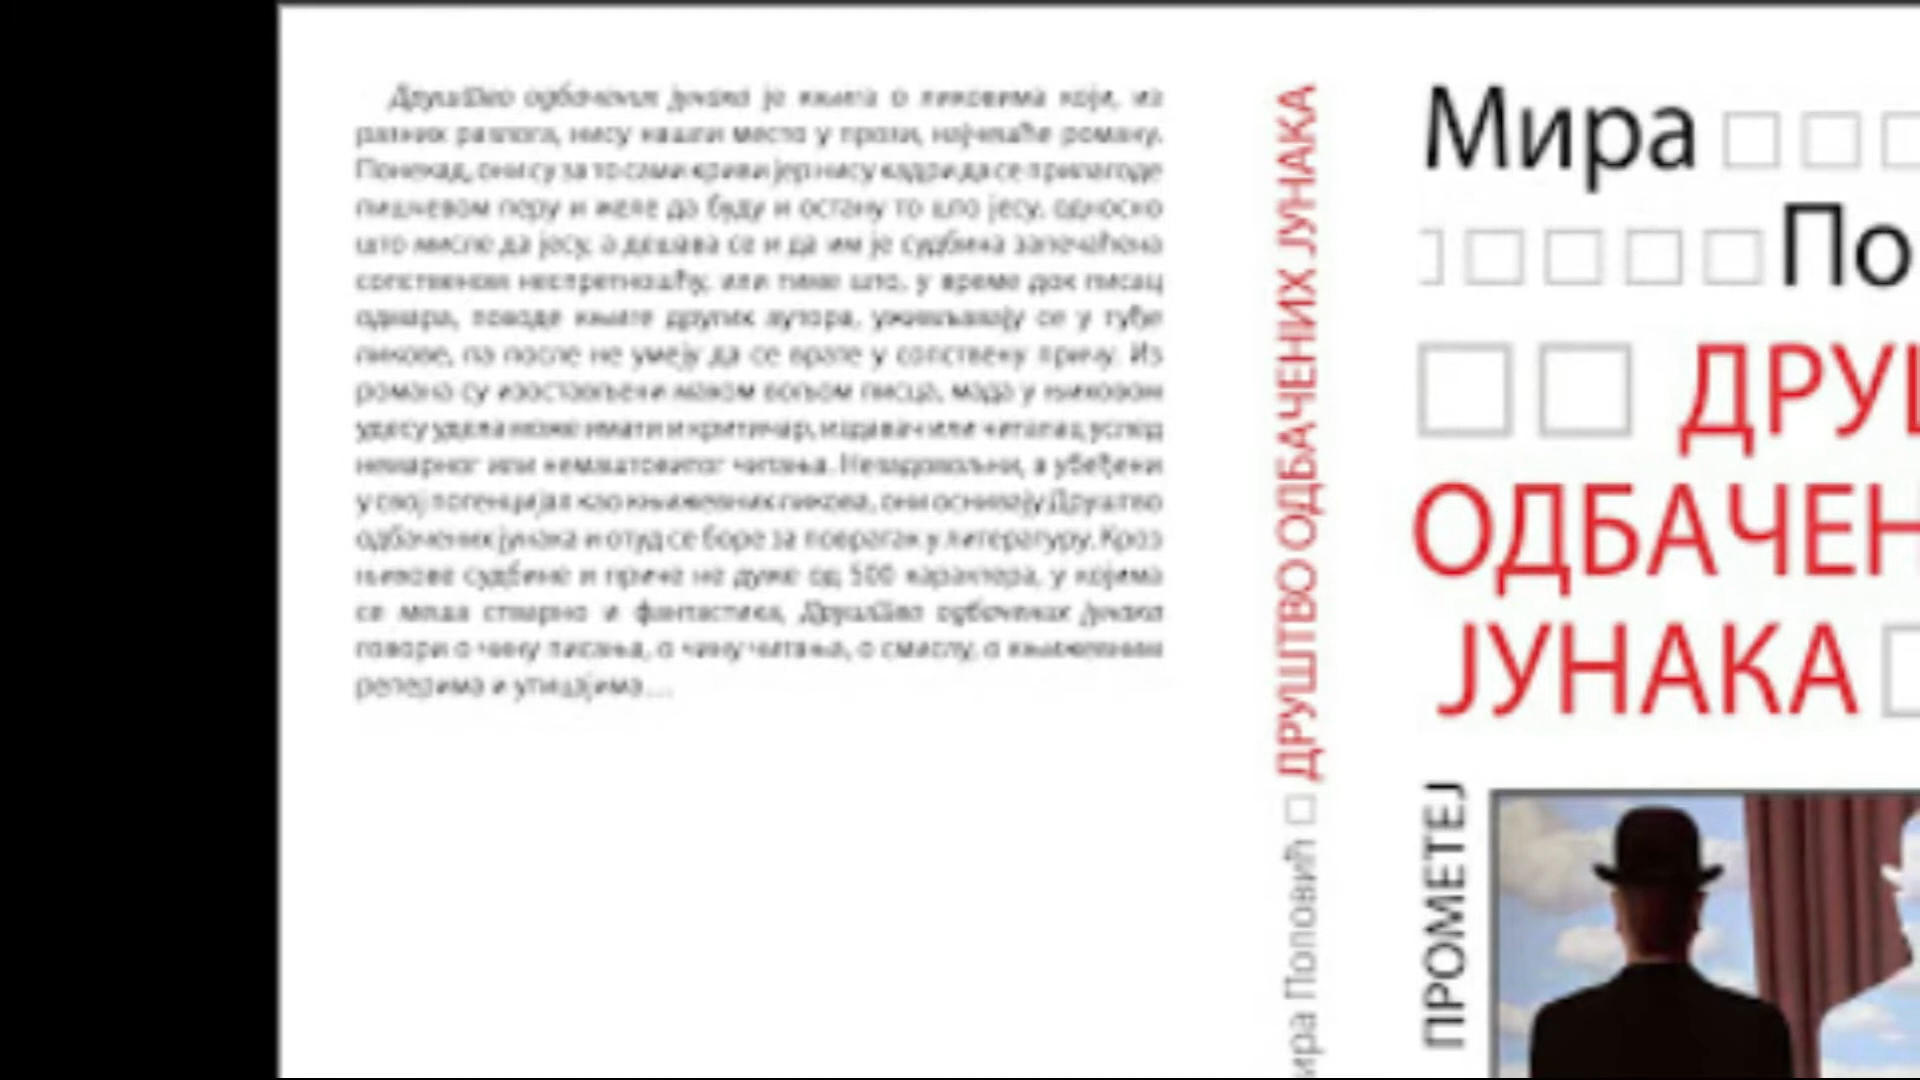 Друштво одбачених јунака је књига о ликовима који, из
разних разлога, нису нашли место у прози, најчешће роману.
Понекад, они су за то сами криви јер нису кадри да се прилагоде
пишчевом перу и желе да буду и остану то што јесу, односно
што мисле да јесу, а дешава се и да им је судбина запечаћена
сопственом неспретношћу, или тиме што, у време док писац
одмара, походе књиге других аутора, уживљавају се у туђе
ликове, па после не умеју да се врате у сопствену причу. Из
романа су изостављени махом вољом писца, мада у њиховом
удесу удела може имати и критичар, издавач или читалац услед
немарног или немаштовитог читања. Незадовољни, а убеђени
у свој потенцијал као књижевних ликова, они оснивају Друштво
одбачених јунака и отуд се боре за повратак у литературу. Кроз
њихове судбине и приче не дуже од 500 карактера, у којима
се меша стварно и фантастика, Друштво одбачених јунака
говори о чину писања, о чину читања, о смислу, о књижевним
реперима и утицајима...
ира Поповић ДРУШТВО ОДБАЧЕНИХ ЈУНАКА
Мира
По
ДРУШ
ОДБАЧЕН
ЈУНАКА
ПРОМЕТЕЈ